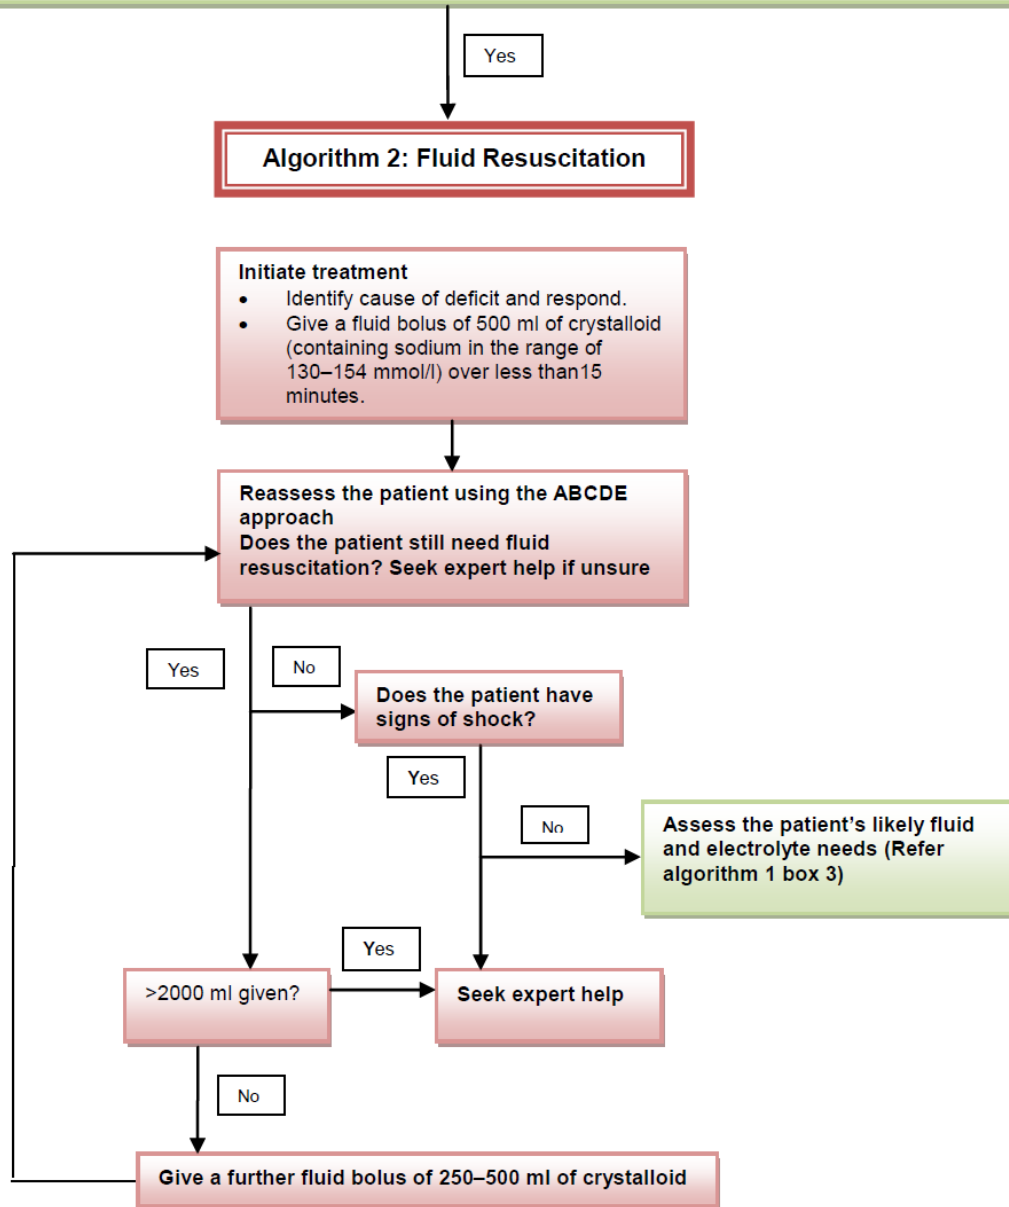 Yes
Algorithm 2: Fluid Resuscitation
Initiate treatment
• Identify cause of deficit and respond.
• Give a fluid bolus of 500 ml of crystalloid
(containing sodium in the range of
130–154 mmol/l) over less than15
minutes.
Reassess the patient using the ABCDE
approach
Does the patient still need fluid
resuscitation? Seek expert help if unsure
Yes
No
Does the patient have
signs of shock?
Yes
No
Assess the patient’s likely fluid
and electrolyte needs (Refer
algorithm 1 box 3)
Yes
>2000 ml given?
Seek expert help
No
Give a further fluid bolus of 250–500 ml of crystalloid